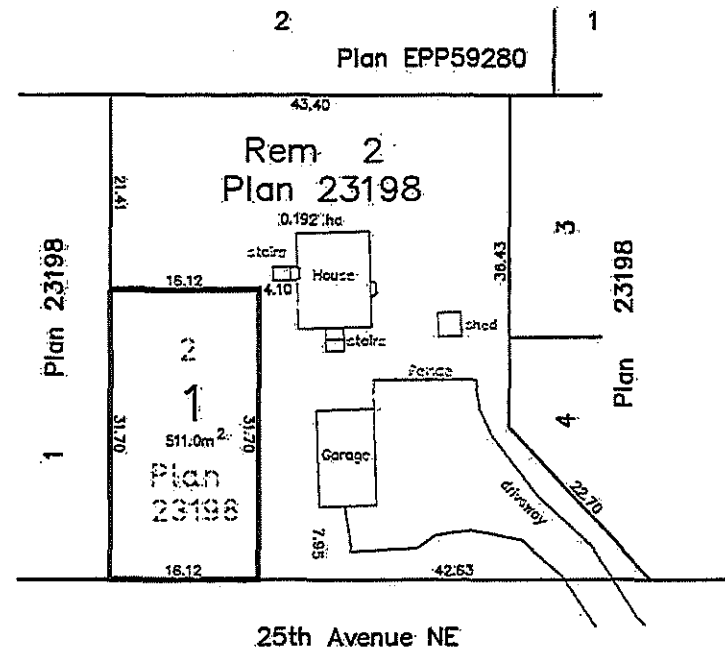 2
1
Plan EPP59280
43.40
Rem 2
Plan 23198
0.192 ha
21.41
stairs
House
16.12
4.10
36.43
3
Plan 23198
shed
stairs
Plan 23198
1
2
1
511.0m²
Plan
23198
31.70
31.70
Fence
Garage
4
22.70
driveway
7.95
16.12
42.63
25th Avenue NE